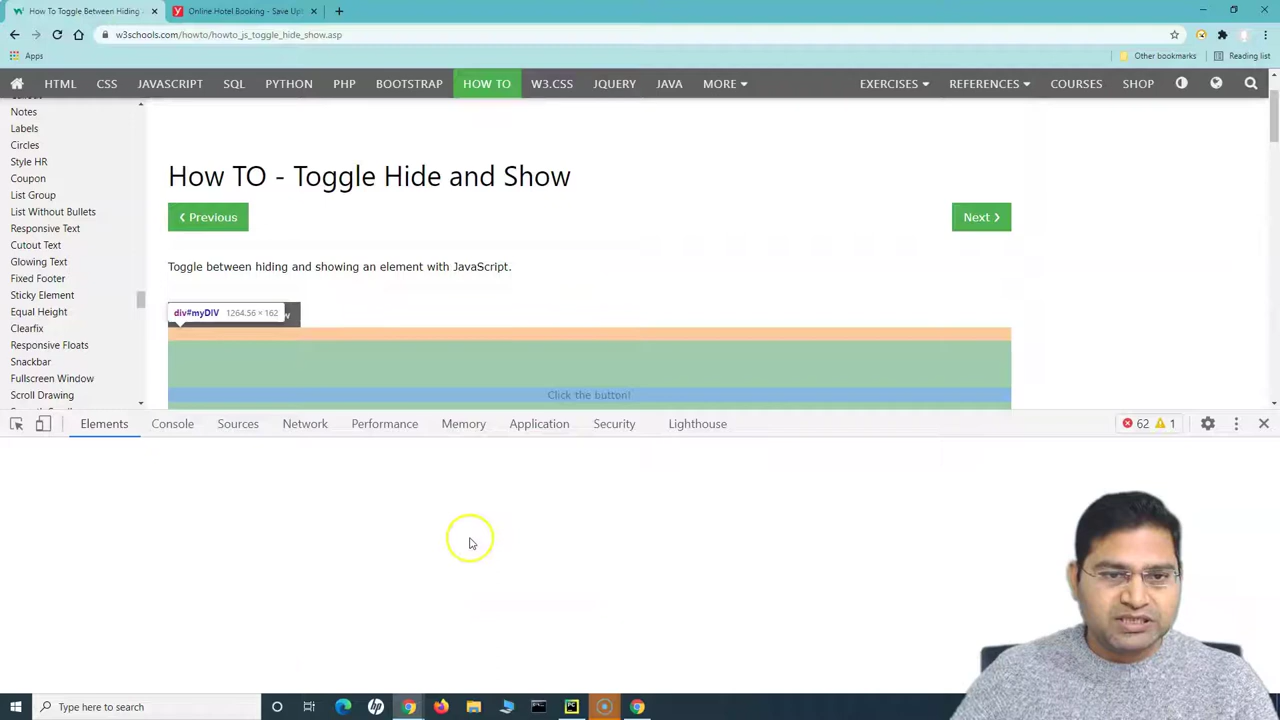 How To Toggle Between Hiding
Online Hotel Booking - Save Up
w3schools.com/howto/howto_js_toggle_hide_show.asp
Apps
Other bookmarks
Reading list
HTML CSS JAVASCRIPT SQL PYTHON PHP BOOTSTRAP HOW TO W3.CSS JQUERY JAVA MORE EXERCISES REFERENCES COURSES SHOP
Notes
Labels
Circles
Style HR
Coupon
List Group
List Without Bullets
Responsive Text
Cutout Text
Glowing Text
Fixed Footer
Sticky Element
Equal Height
Clearfix
Responsive Floats
Snackbar
Fullscreen Window
Scroll Drawing
How TO - Toggle Hide and Show
❮ Previous
Next ❯
Toggle between hiding and showing an element with JavaScript.
div#myDIV 1264.56 × 162
Click the button!
Elements Console Sources Network Performance Memory Application Security Lighthouse
62 1
Type here to search